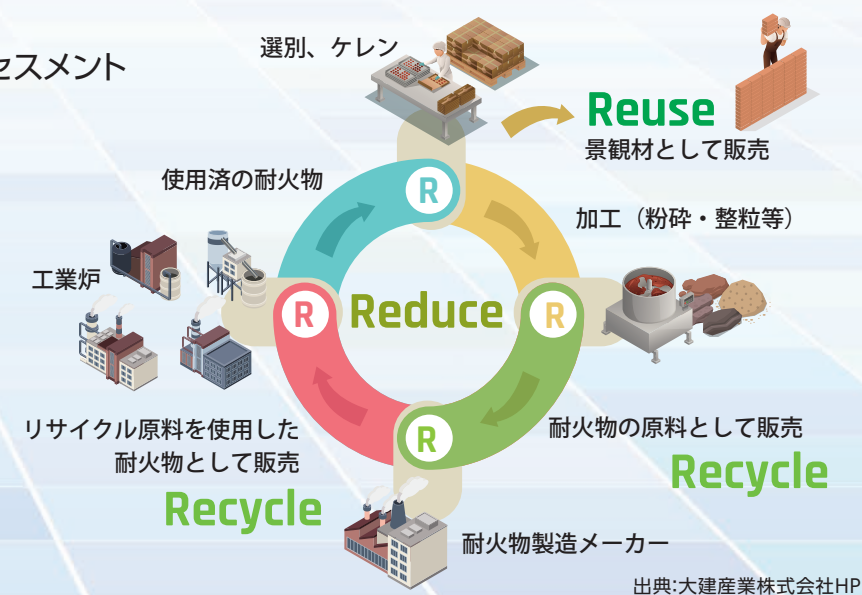 セスメント
選別、ケレン
Reuse
景観材として販売
使用済の耐火物
R
加工（粉砕・整粒等）
工業炉
R
Reduce
R
リサイクル原料を使用した
耐火物として販売
Recycle
R
耐火物の原料として販売
Recycle
耐火物製造メーカー
出典:大建産業株式会社HP